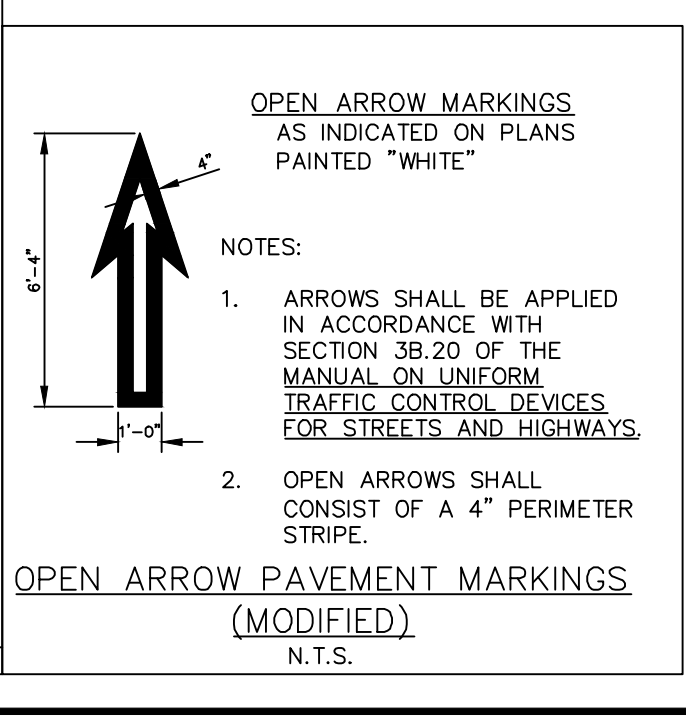 OPEN ARROW MARKINGS
AS INDICATED ON PLANS
PAINTED "WHITE"
4"
6'-4"
1'-0"
NOTES:
1. ARROWS SHALL BE APPLIED
IN ACCORDANCE WITH
SECTION 3B.20 OF THE
MANUAL ON UNIFORM
TRAFFIC CONTROL DEVICES
FOR STREETS AND HIGHWAYS.
2. OPEN ARROWS SHALL
CONSIST OF A 4" PERIMETER
STRIPE.
OPEN ARROW PAVEMENT MARKINGS
(MODIFIED)
N.T.S.